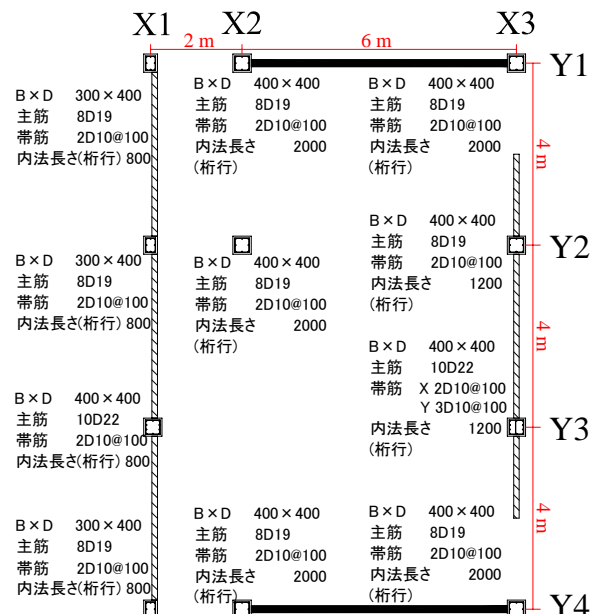 X1
X2
X3
2 m
6 m
Y1
B×D 300×400
主筋 8D19
帯筋 2D10@100
内法長さ(桁行) 800
B×D 400×400
主筋 8D19
帯筋 2D10@100
内法長さ 2000
(桁行)
B×D 400×400
主筋 8D19
帯筋 2D10@100
内法長さ 2000
(桁行)
4 m
B×D 400×400
主筋 8D19
帯筋 2D10@100
内法長さ 1200
(桁行)
Y2
B×D 300×400
主筋 8D19
帯筋 2D10@100
内法長さ(桁行) 800
B×D 400×400
主筋 8D19
帯筋 2D10@100
内法長さ 2000
(桁行)
4 m
B×D 400×400
主筋 10D22
帯筋 X 2D10@100
Y 3D10@100
内法長さ 1200
(桁行)
B×D 400×400
主筋 10D22
帯筋 2D10@100
内法長さ(桁行) 800
Y3
B×D 300×400
主筋 8D19
帯筋 2D10@100
内法長さ(桁行) 800
B×D 400×400
主筋 8D19
帯筋 2D10@100
内法長さ 2000
(桁行)
B×D 400×400
主筋 8D19
帯筋 2D10@100
内法長さ 2000
(桁行)
4 m
Y4